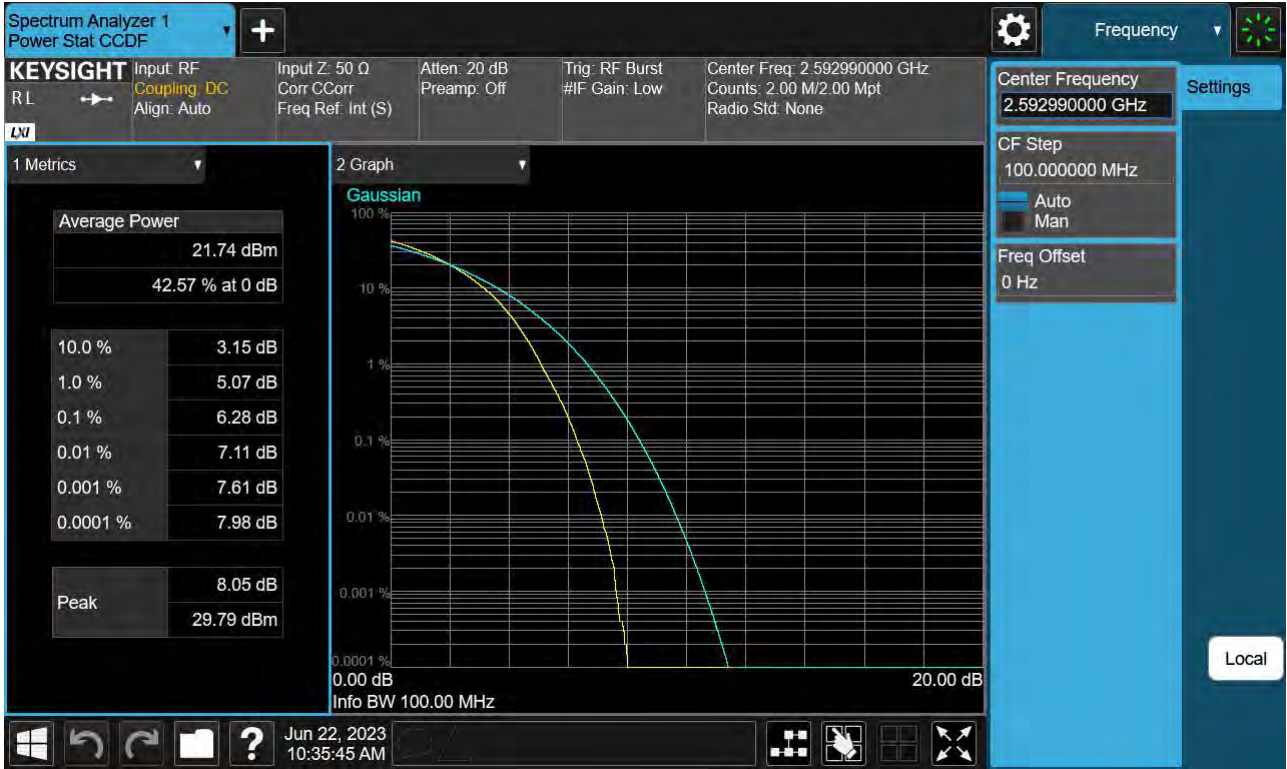 Spectrum Analyzer 1
Power Stat CCDF
Frequency
KEYSIGHT
RL
LXI
Input: RF
Coupling: DC
Align: Auto
Input Z: 50 Ω
Corr CCorr
Freq Ref: Int (S)
Atten: 20 dB
Preamp: Off
Trig: RF Burst
#IF Gain: Low
Center Freq: 2.592990000 GHz
Counts: 2.00 M/2.00 Mpt
Radio Std: None
Center Frequency
2.592990000 GHz
Settings
CF Step
100.000000 MHz
Auto
Man
Freq Offset
0 Hz
1 Metrics
Average Power
21.74 dBm
42.57 % at 0 dB
10.0 % 3.15 dB
1.0 % 5.07 dB
0.1 % 6.28 dB
0.01 % 7.11 dB
0.001 % 7.61 dB
0.0001 % 7.98 dB
Peak
8.05 dB
29.79 dBm
2 Graph
Gaussian
100 %
10 %
1 %
0.1 %
0.01 %
0.001 %
0.0001 %
0.00 dB 20.00 dB
Info BW 100.00 MHz
Local
?
Jun 22, 2023
10:35:45 AM